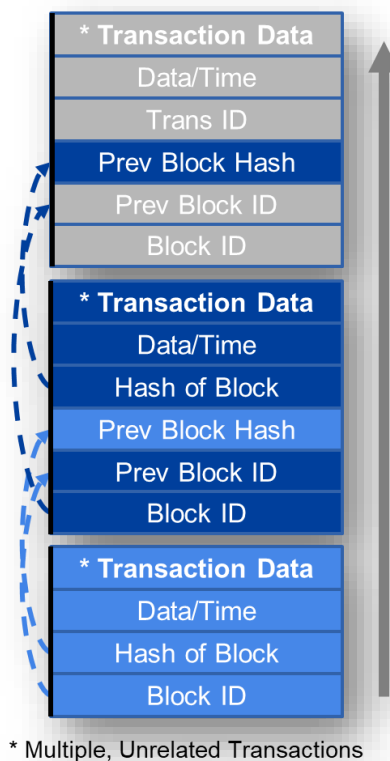 * Transaction Data
Data/Time
Trans ID
Prev Block Hash
Prev Block ID
Block ID
* Transaction Data
Data/Time
Hash of Block
Prev Block Hash
Prev Block ID
Block ID
* Transaction Data
Data/Time
Hash of Block
Block ID
* Multiple, Unrelated Transactions